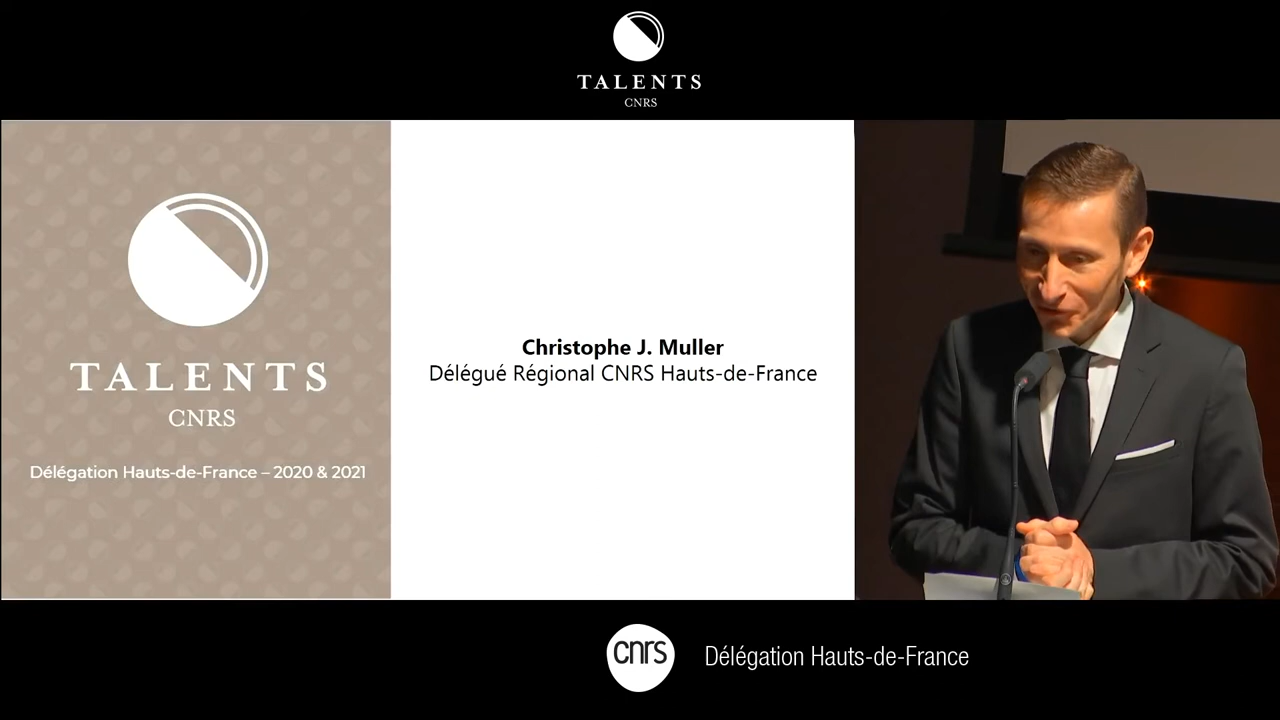 TALENTS
CNRS
TALENTS
CNRS
Délégation Hauts-de-France – 2020 & 2021
Christophe J. Muller
Délégué Régional CNRS Hauts-de-France
cnrs
Délégation Hauts-de-France